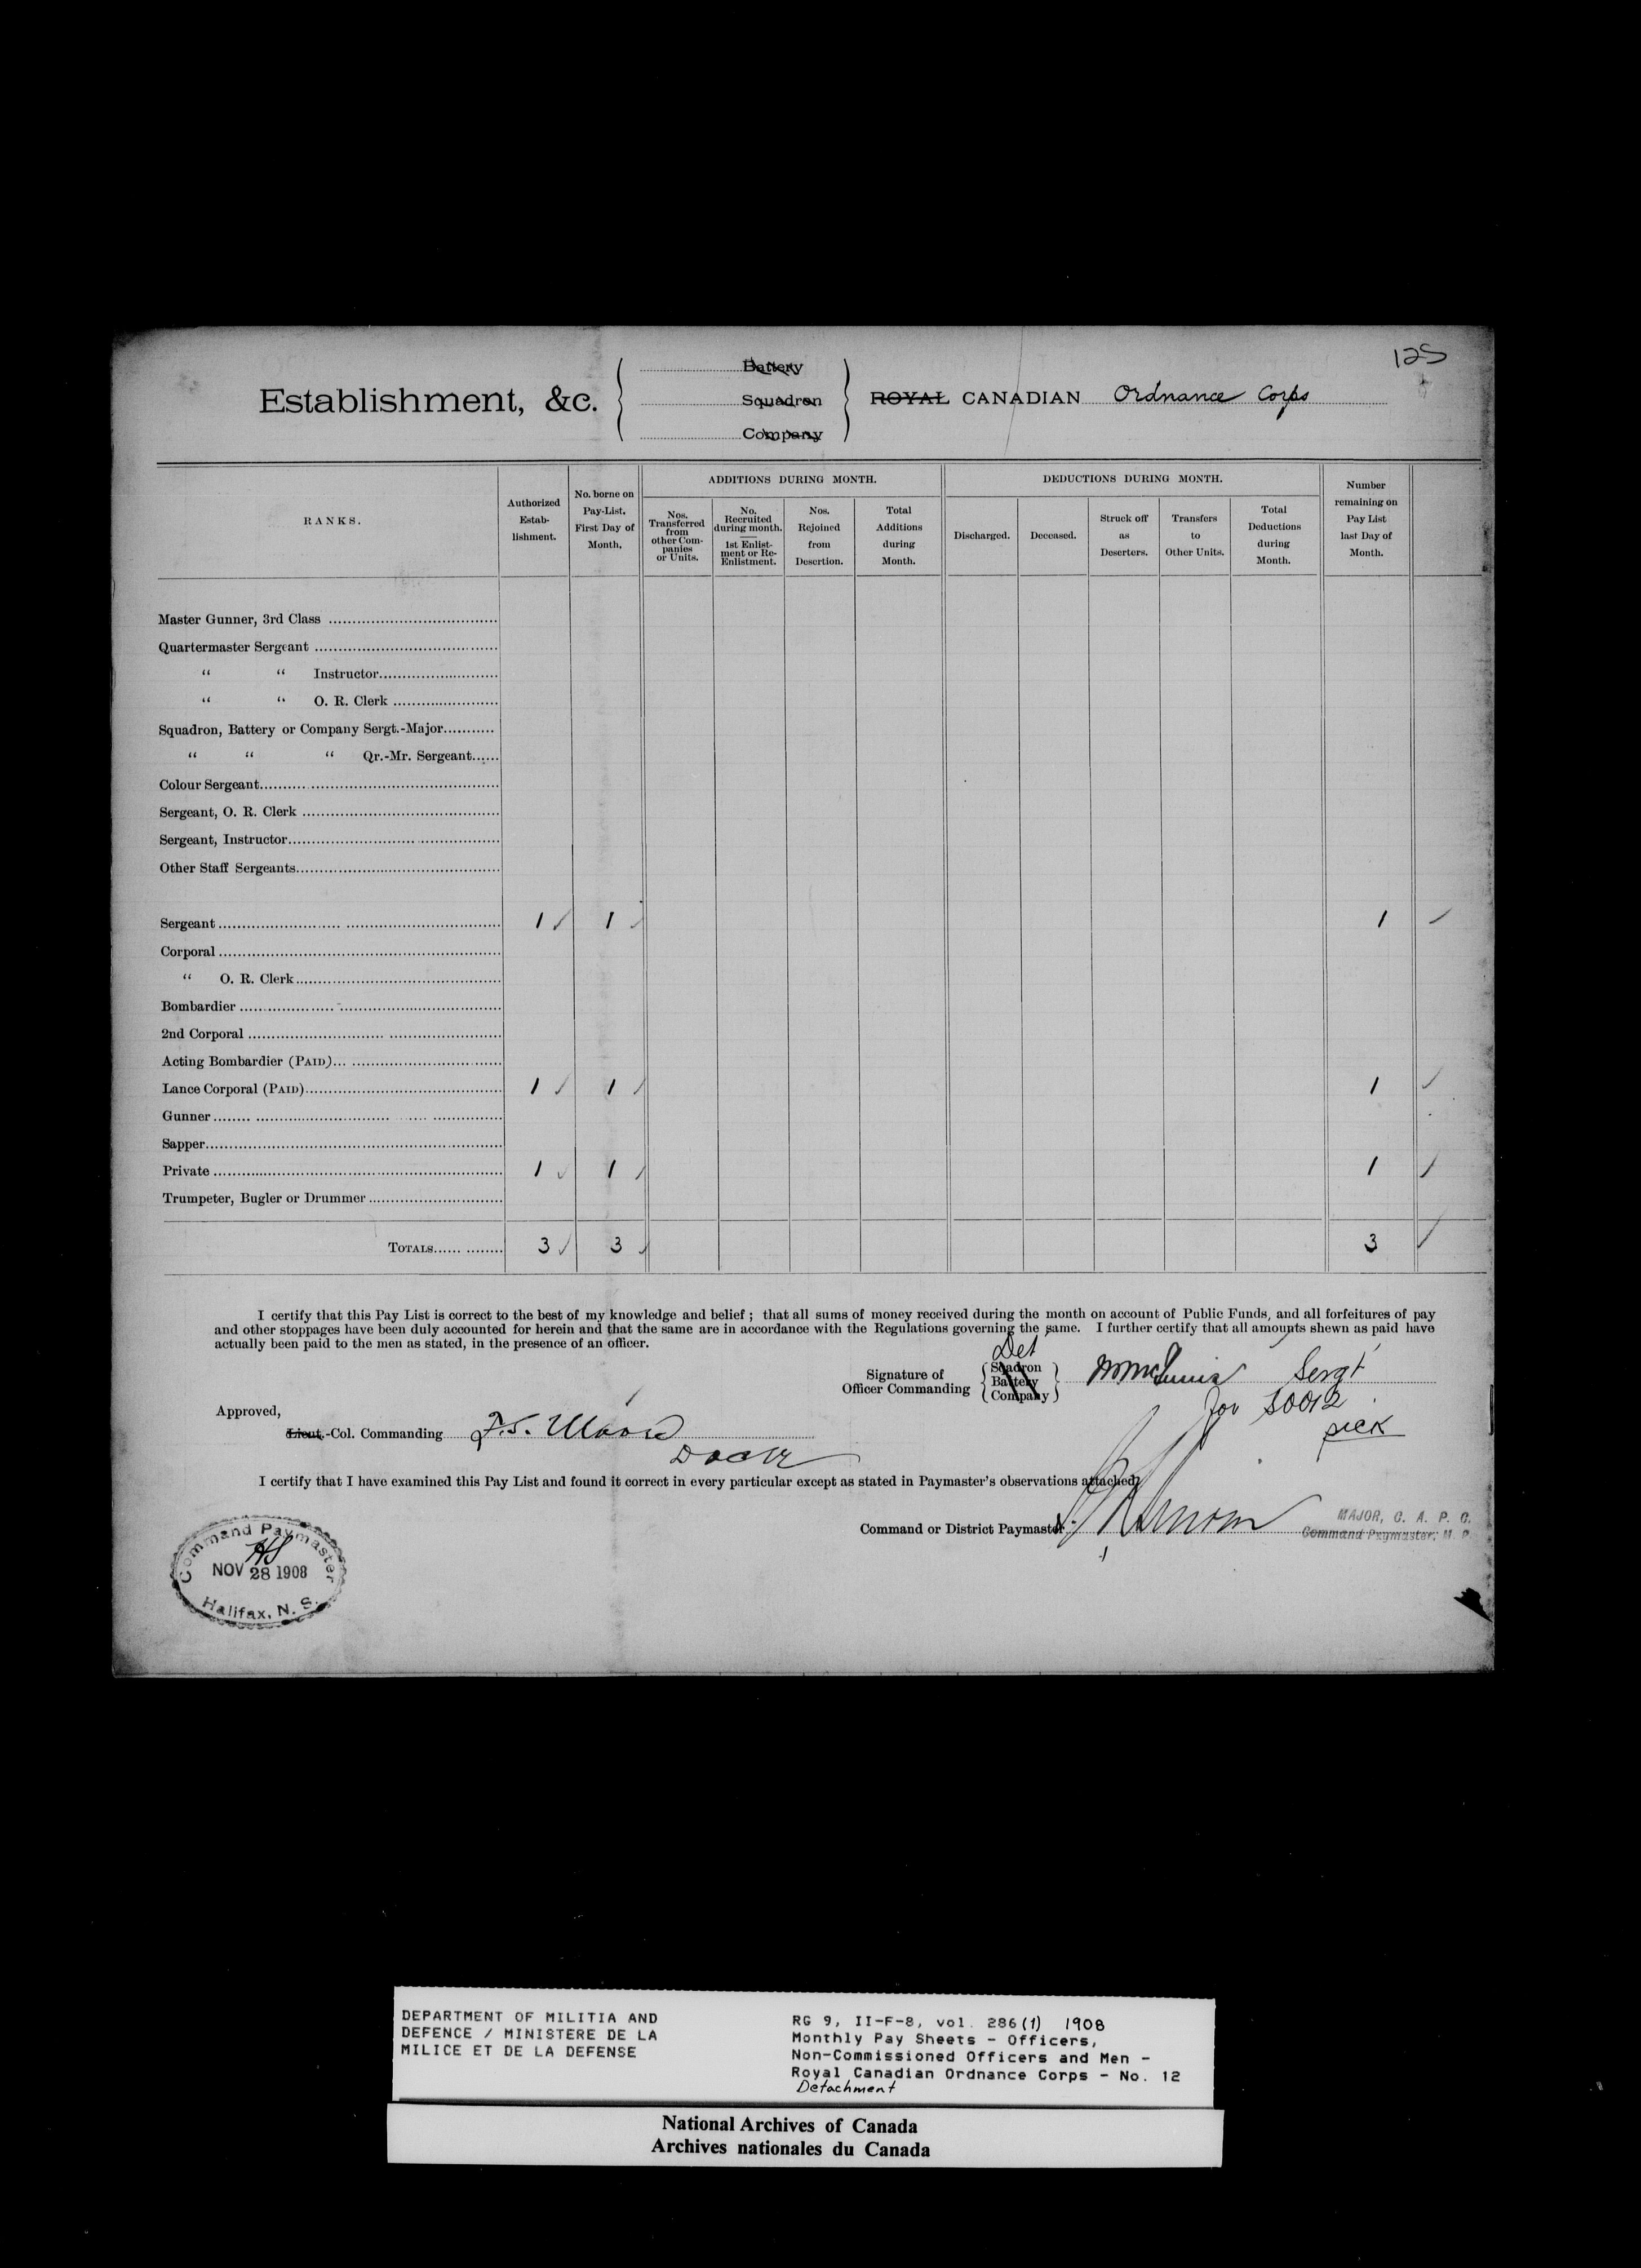 125
Establishment, &c.
Battery
Squadron
Company
ROYAL CANADIAN Ordnance Corps
RANKS.
Authorized Estab- lishment.
No. borne on Pay-List. First Day of Month.
ADDITIONS DURING MONTH.
Nos. Transferred from other Com- panies or Units.
No. Recruited during month. 1st Enlist- ment or Re- Enlistment.
Nos. Rejoined from Desertion.
Total Additions during Month.
DEDUCTIONS DURING MONTH.
Discharged.
Deceased.
Struck off as Deserters.
Transfers to Other Units.
Total Deductions during Month.
Number remaining on Pay List last Day of Month.
Master Gunner, 3rd Class
Quartermaster Sergeant
“ “ Instructor
“ “ O. R. Clerk
Squadron, Battery or Company Sergt.-Major
“ “ “ Qr.-Mr. Sergeant
Colour Sergeant
Sergeant, O. R. Clerk
Sergeant, Instructor
Other Staff Sergeants
Sergeant 1 1 1
Corporal
“ O. R. Clerk
Bombardier
2nd Corporal
Acting Bombardier (PAID)
Lance Corporal (PAID) 1 1 1
Gunner
Sapper
Private 1 1 1
Trumpeter, Bugler or Drummer
TOTALS 3 3 3
I certify that this Pay List is correct to the best of my knowledge and belief ; that all sums of money received during the month on account of Public Funds, and all forfeitures of pay
and other stoppages have been duly accounted for herein and that the same are in accordance with the Regulations governing the same. I further certify that all amounts shewn as paid have
actually been paid to the men as stated, in the presence of an officer.
Det
Signature of Officer Commanding
Sqadron
Battery
Company
Sergt
for
sick
Approved,
Lieut.-Col. Commanding
I certify that I have examined this Pay List and found it correct in every particular except as stated in Paymaster's observations attached.
Command or District Paymaster
MAJOR, C. A. P. C.
Command Paymaster, M. P.
Command Paymaster
NOV 28 1908
Halifax, N. S.
DEPARTMENT OF MILITIA AND
DEFENCE / MINISTERE DE LA
MILICE ET DE LA DEFENSE
RG 9, II-F-8, vol. 286(1) 1908
Monthly Pay Sheets - Officers,
Non-Commissioned Officers and Men -
Royal Canadian Ordnance Corps - No. 12
Detachment
National Archives of Canada
Archives nationales du Canada